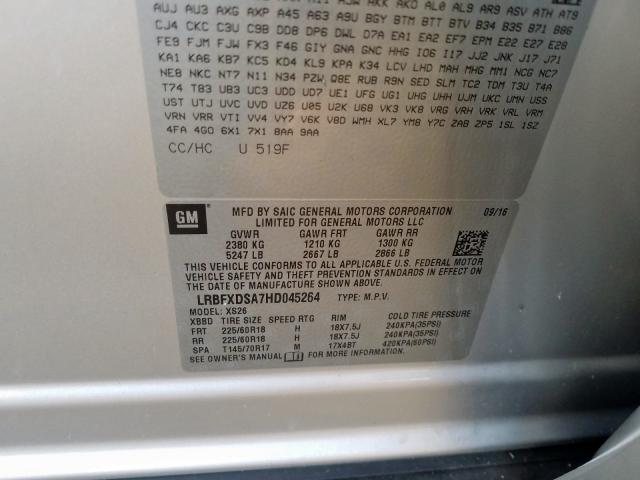 AUJ AU3 AXG AXP A45 A63 A9U BGY BTM BTT BTV B34 B35 B71 B86
CJ4 CKC C3U C9B DD8 DP6 DWL D7A EA1 EA2 EF7 EPM E22 E27 E28
FE9 FJM FJW FX3 F46 GIY GNA GNC HHG IO6 I17 JJ2 JNK J17 J71
KA1 KA6 KB7 KC5 KD4 KL9 KPA K34 LCV LHD MAH MHG MM1 NCG NC7
NE8 NKC NT7 N11 N34 PZW Q8E RUB R9N SED SLM TC2 TDM T3U T4A
T74 T83 UB3 UC3 UDD UD7 UE1 UFG UG1 UGH UHH UJM UKC UMN USS
UST UTJ UVD UZ6 U05 U2K U68 VK3 VK8 VRG VRH VRK VRL VRM
VRN VRR VTI VV4 VY7 V6K V8D WMH XL7 YM8 Y7C ZAB ZP5 1SL 1SZ
4FA 4GO 6X1 7X1 8AA 9AA
CC/HC U 519F
GM
MFD BY SAIC GENERAL MOTORS CORPORATION 09/16
LIMITED FOR GENERAL MOTORS LLC
GVWR GAWR FRT GAWR RR
2380 KG 1210 KG 1300 KG
5247 LB 2667 LB 2866 LB
THIS VEHICLE CONFORMS TO ALL APPLICABLE U.S. FEDERAL MOTOR
VEHICLE SAFETY AND THEFT PREVENTION STANDARDS IN EFFECT ON THE
DATE OF MANUFACTURE SHOWN ABOVE.
LRBFXDSA7HD045264 TYPE: M.P.V.
MODEL: XS26
XBBD TIRE SIZE SPEED RTG RIM COLD TIRE PRESSURE
FRT 225/60R18 H 18X7.5J 240KPA(35PSI)
RR 225/60R18 H 18X7.5J 240KPA(35PSI)
SPA T145/70R17 M 17X4BT 420KPA(60PSI)
SEE OWNER'S MANUAL FOR MORE INFORMATION.